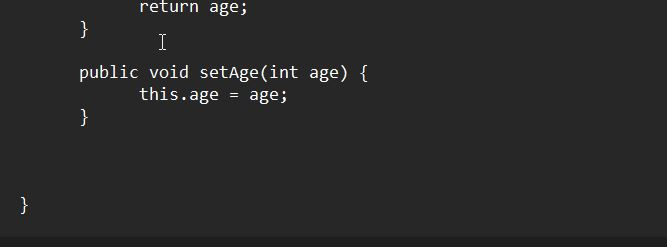 return age;
}
public void setAge(int age) {
this.age = age;
}
}